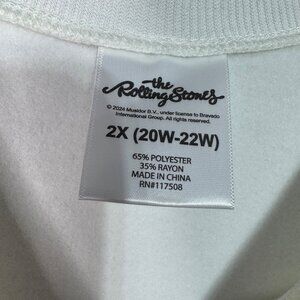 the
Rolling Stones
© 2024 Musidor B.V., under license to Bravado
International Group. All rights reserved.
2X (20W-22W)
65% POLYESTER
35% RAYON
MADE IN CHINA
RN#117508